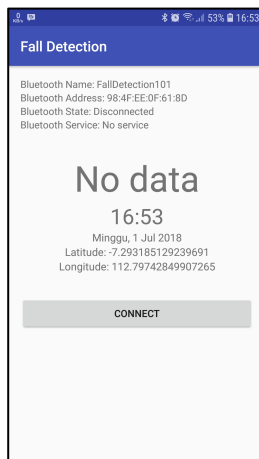 0
KB/s
53% 16:53
Fall Detection
Bluetooth Name: FallDetection101
Bluetooth Address: 98:4F:EE:0F:61:8D
Bluetooth State: Disconnected
Bluetooth Service: No service
No data
16:53
Minggu, 1 Jul 2018
Latitude: -7.293185129239691
Longitude: 112.79742849907265
CONNECT